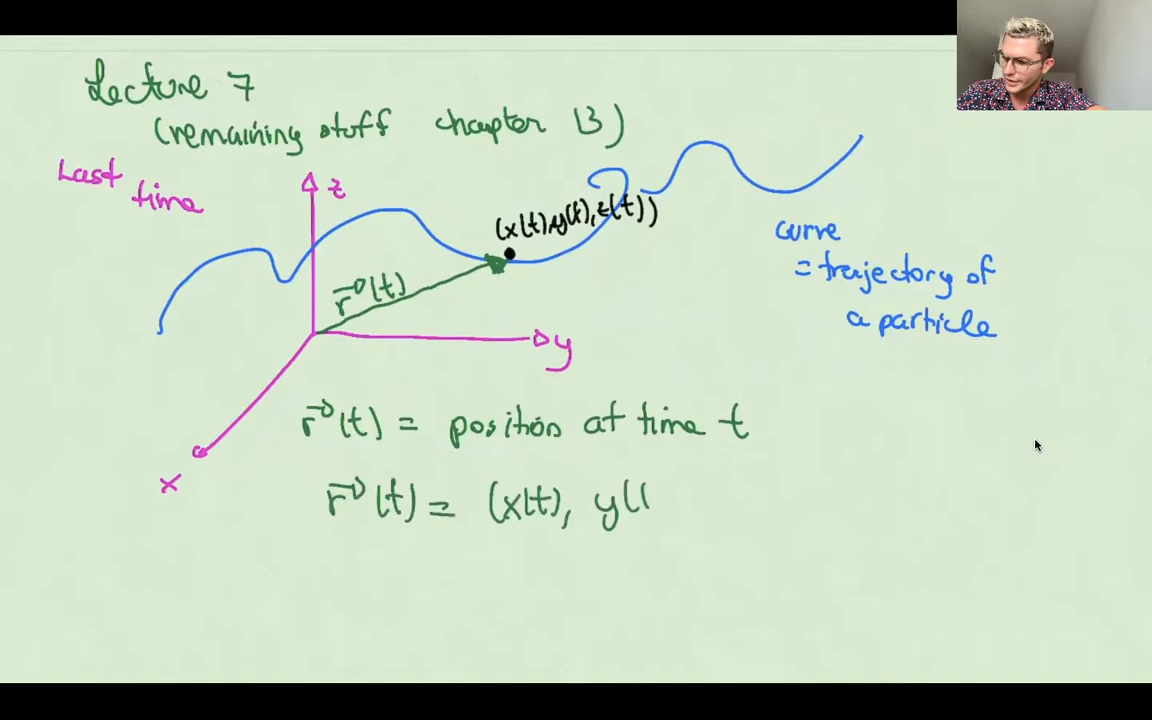 Lecture 7
(remaining stuff chapter 13)
Last
time
z
(x(t),y(t),z(t))
curve
= trajectory of
a particle
r⃗(t)
y
x
r⃗(t) = position at time t
r⃗(t) = (x(t), y((